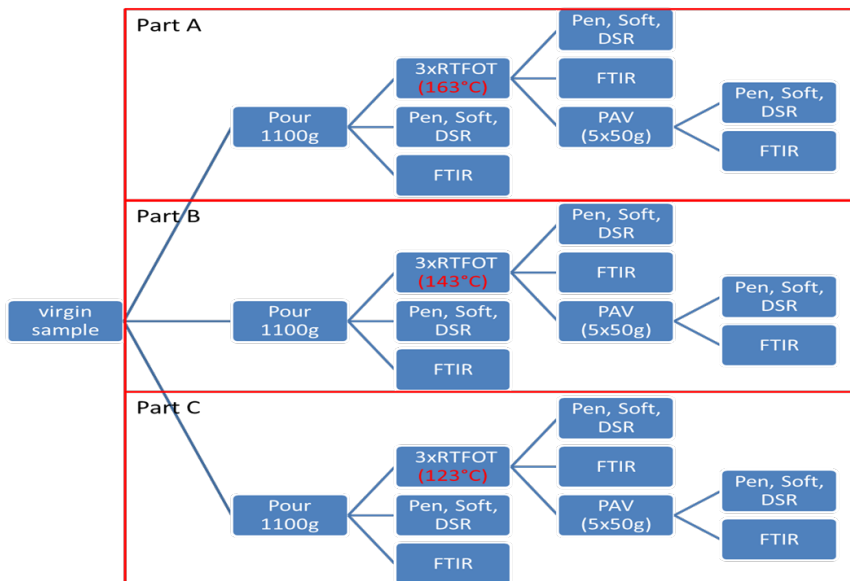 Part A
Pen, Soft,
DSR
3xRTFOT
(163°C)
FTIR
Pour
1100g
Pen, Soft,
DSR
PAV
(5x50g)
Pen, Soft,
DSR
FTIR
FTIR
Part B
Pen, Soft,
DSR
3xRTFOT
(143°C)
FTIR
virgin
sample
Pour
1100g
Pen, Soft,
DSR
PAV
(5x50g)
Pen, Soft,
DSR
FTIR
FTIR
Part C
Pen, Soft,
DSR
3xRTFOT
(123°C)
FTIR
Pour
1100g
Pen, Soft,
DSR
PAV
(5x50g)
Pen, Soft,
DSR
FTIR
FTIR